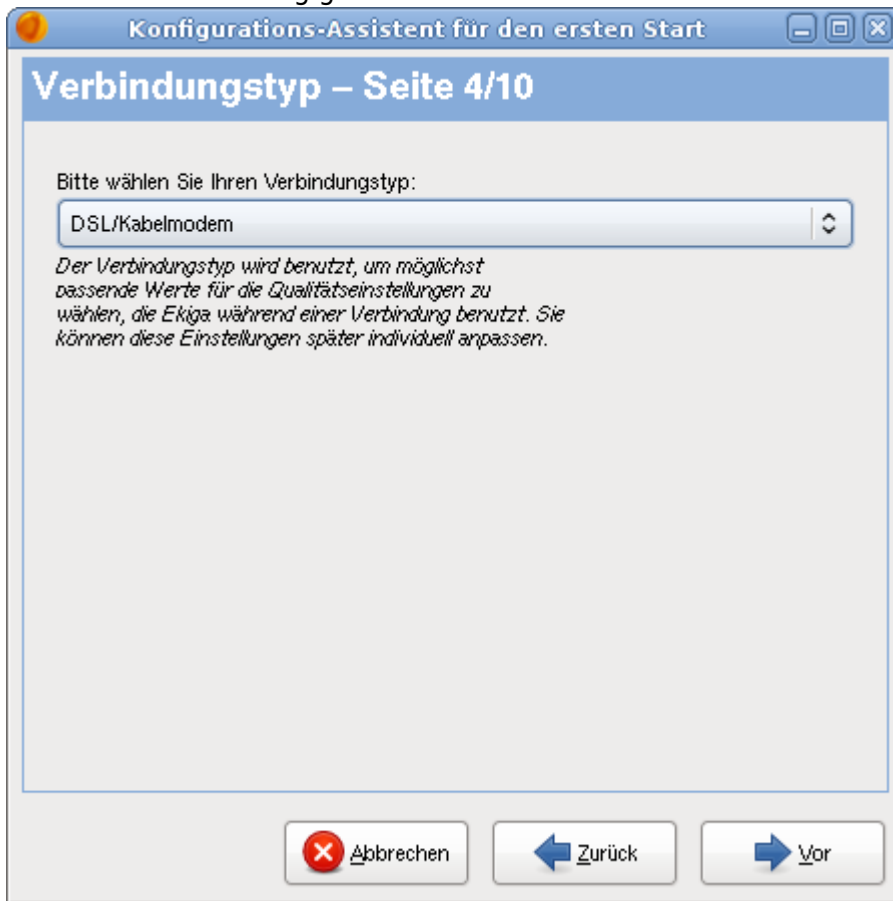 Konfigurations-Assistent für den ersten Start
Verbindungstyp – Seite 4/10
Bitte wählen Sie Ihren Verbindungstyp:
DSL/Kabelmodem
Der Verbindungstyp wird benutzt, um möglichst
passende Werte für die Qualitätseinstellungen zu
wählen, die Ekiga während einer Verbindung benutzt. Sie
können diese Einstellungen später individuell anpassen.
Abbrechen
Zurück
Vor